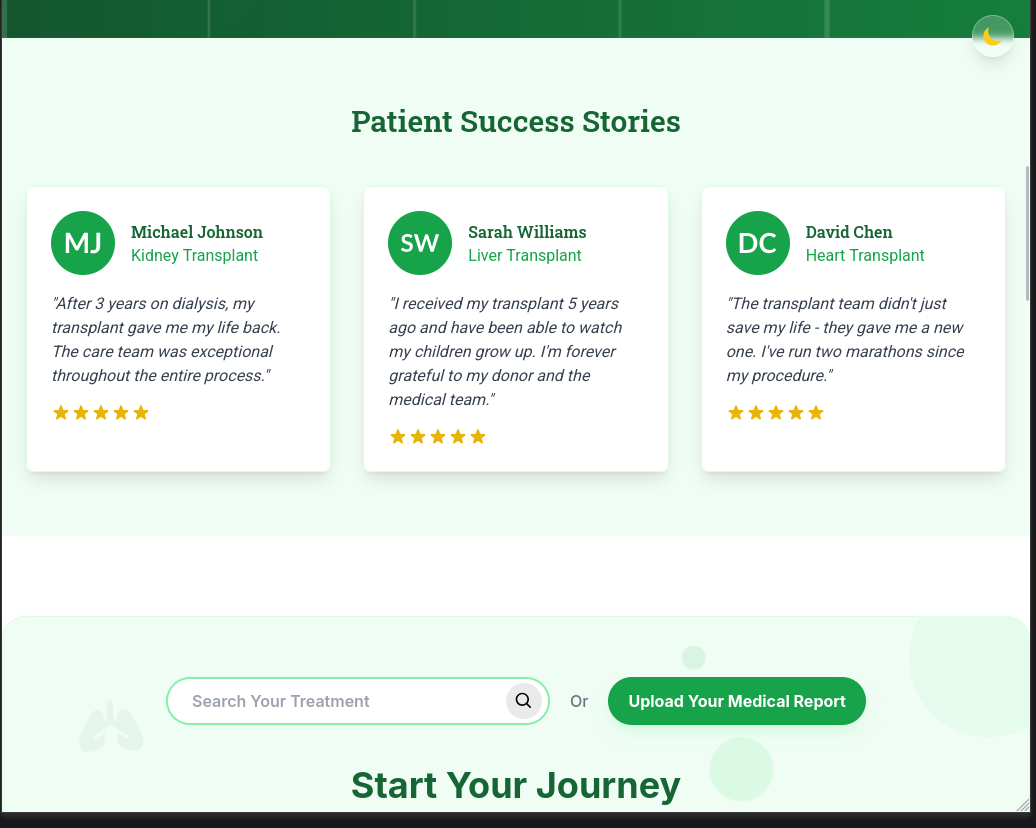 Patient Success Stories
MJ
Michael Johnson
Kidney Transplant
"After 3 years on dialysis, my
transplant gave me my life back.
The care team was exceptional
throughout the entire process."
SW
Sarah Williams
Liver Transplant
"I received my transplant 5 years
ago and have been able to watch
my children grow up. I'm forever
grateful to my donor and the
medical team."
DC
David Chen
Heart Transplant
"The transplant team didn't just
save my life - they gave me a new
one. I've run two marathons since
my procedure."
Search Your Treatment
Or
Upload Your Medical Report
Start Your Journey